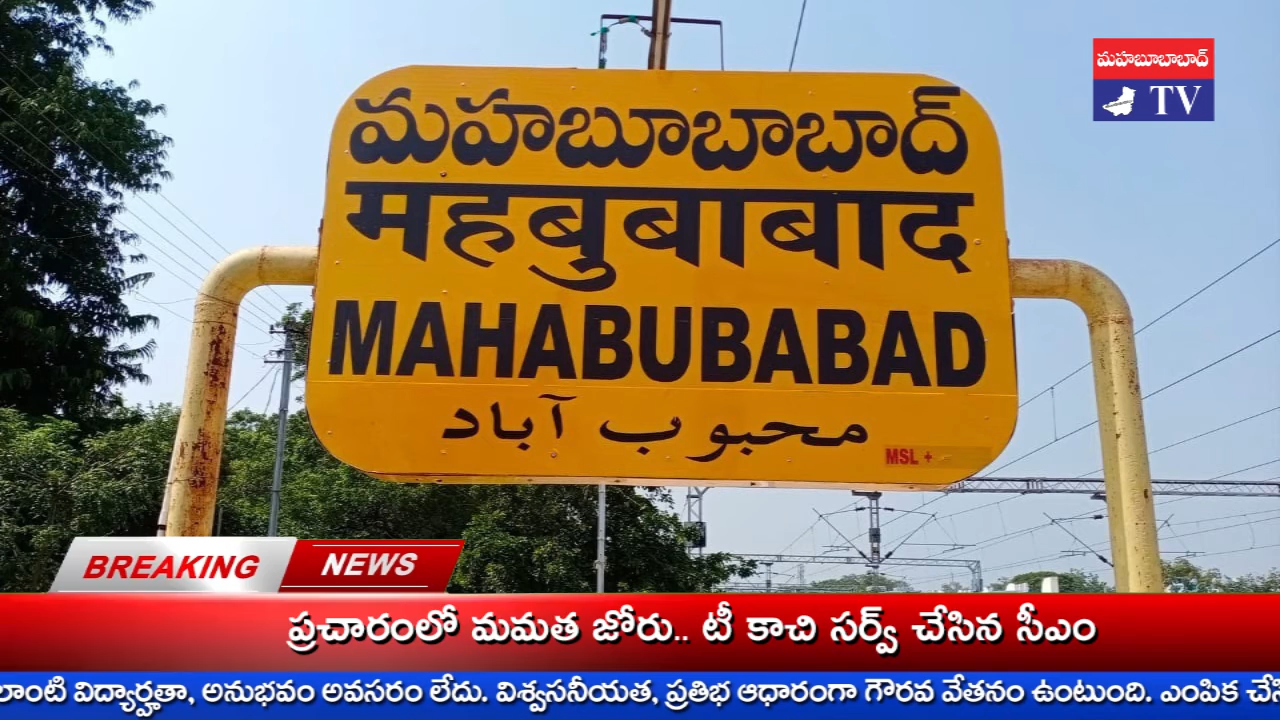 మహబూబాబాద్
TV
మహబూబాబాద్
महबुबाबाद
MAHABUBABAD
محبوب آباد
MSL +
BREAKING NEWS
ప్రచారంలో మమత జోరు.. టీ కాచి సర్వ్ చేసిన సీఎం
విద్యార్హతా, అనుభవం అవసరం లేదు. విశ్వసనీయత, ప్రతిభ ఆధారంగా గౌరవ వేతనం ఉంటుంది. ఎంపిక